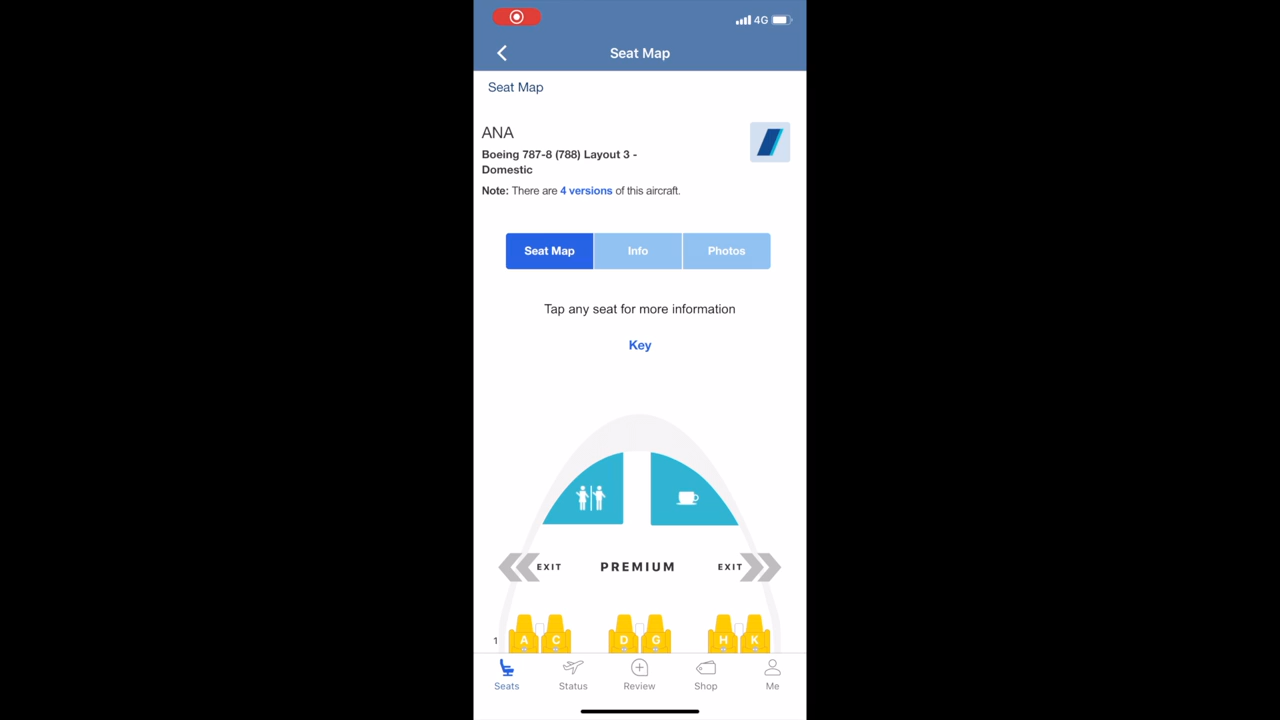 4G
Seat Map
Seat Map
ANA
Boeing 787-8 (788) Layout 3 -
Domestic
Note: There are 4 versions of this aircraft.
Seat Map Info Photos
Tap any seat for more information
Key
EXIT PREMIUM EXIT
1 A C D G H K
Seats Status Review Shop Me